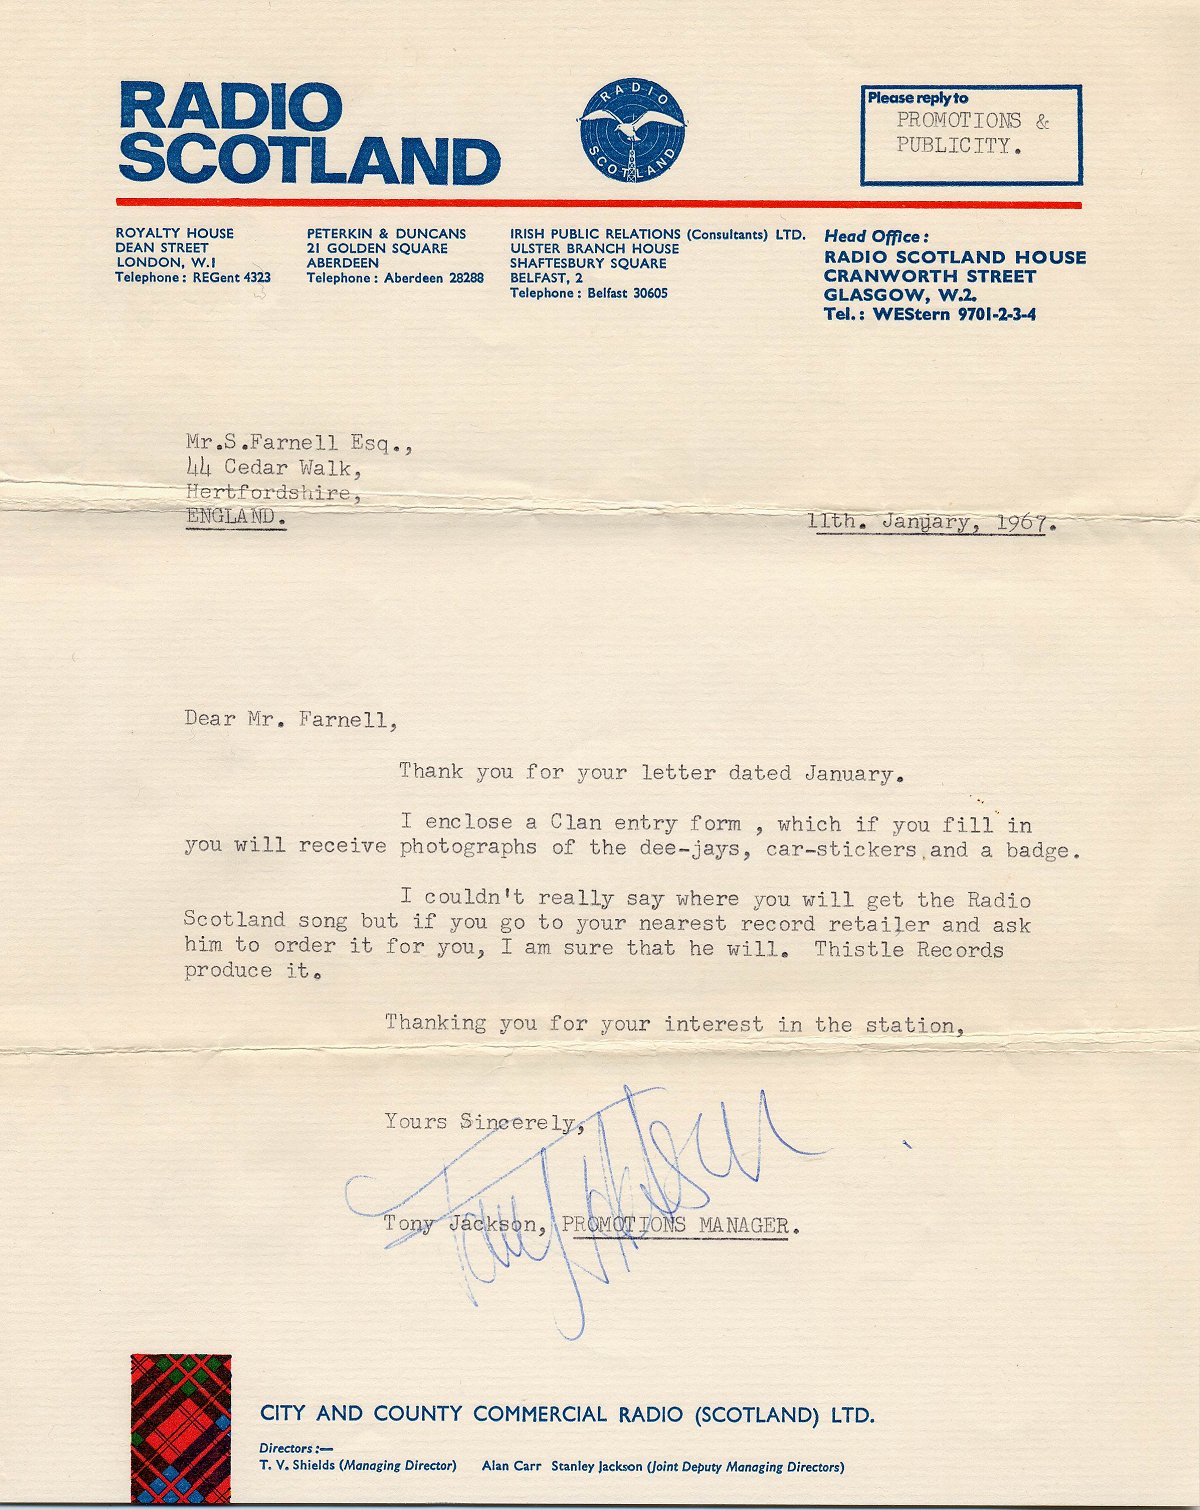 RADIO
SCOTLAND
RADIO
SCOTLAND
Please reply to
PROMOTIONS &
PUBLICITY.
ROYALTY HOUSE
DEAN STREET
LONDON, W.1
Telephone : REGent 4323
PETERKIN & DUNCANS
21 GOLDEN SQUARE
ABERDEEN
Telephone : Aberdeen 28288
IRISH PUBLIC RELATIONS (Consultants) LTD.
ULSTER BRANCH HOUSE
SHAFTESBURY SQUARE
BELFAST, 2
Telephone : Belfast 30605
Head Office :
RADIO SCOTLAND HOUSE
CRANWORTH STREET
GLASGOW, W.2.
Tel. : WEStern 9701-2-3-4
Mr.S.Farnell Esq.,
44 Cedar Walk,
Hertfordshire,
ENGLAND.
11th. January, 1967.
Dear Mr. Farnell,
Thank you for your letter dated January.
I enclose a Clan entry form , which if you fill in
you will receive photographs of the dee-jays, car-stickers,and a badge.
I couldn't really say where you will get the Radio
Scotland song but if you go to your nearest record retailer and ask
him to order it for you, I am sure that he will. Thistle Records
produce it.
Thanking you for your interest in the station,
Yours Sincerely,
Tony Jackson
Tony Jackson, PROMOTIONS MANAGER.
CITY AND COUNTY COMMERCIAL RADIO (SCOTLAND) LTD.
Directors :—
T. V. Shields (Managing Director) Alan Carr Stanley Jackson (Joint Deputy Managing Directors)